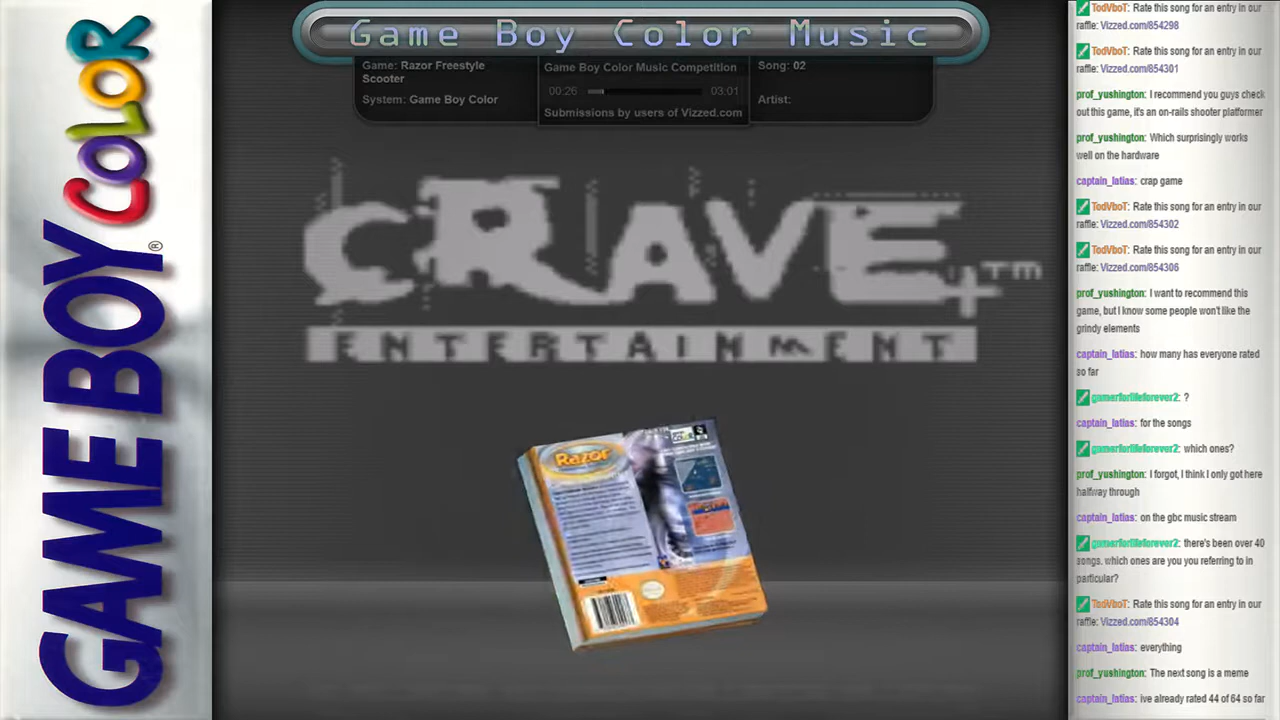 GAME BOY COLOR®
Game Boy Color Music
Game: Razor Freestyle
Scooter
System: Game Boy Color
Game Boy Color Music Competition
00:26 03:01
Submissions by users of Vizzed.com
Song: 02
Artist:
CRAVE
TM
ENTERTAINMENT
Razor
TodVboT: Rate this song for an entry in our
raffle: Vizzed.com/854298
TodVboT: Rate this song for an entry in our
raffle: Vizzed.com/854301
prof_yushington: I recommend you guys check
out this game, it's an on-rails shooter platformer
prof_yushington: Which surprisingly works
well on the hardware
captain_latias: crap game
TodVboT: Rate this song for an entry in our
raffle: Vizzed.com/854302
TodVboT: Rate this song for an entry in our
raffle: Vizzed.com/854306
prof_yushington: I want to recommend this
game, but I know some people won't like the
grindy elements
captain_latias: how many has everyone rated
so far
gamerforlifeforever2: ?
captain_latias: for the songs
gamerforlifeforever2: which ones?
prof_yushington: I forgot, I think I only got here
halfway through
captain_latias: on the gbc music stream
gamerforlifeforever2: there's been over 40
songs. which ones are you you referring to in
particular?
TodVboT: Rate this song for an entry in our
raffle: Vizzed.com/854304
captain_latias: everything
prof_yushington: The next song is a meme
captain_latias: ive already rated 44 of 64 so far